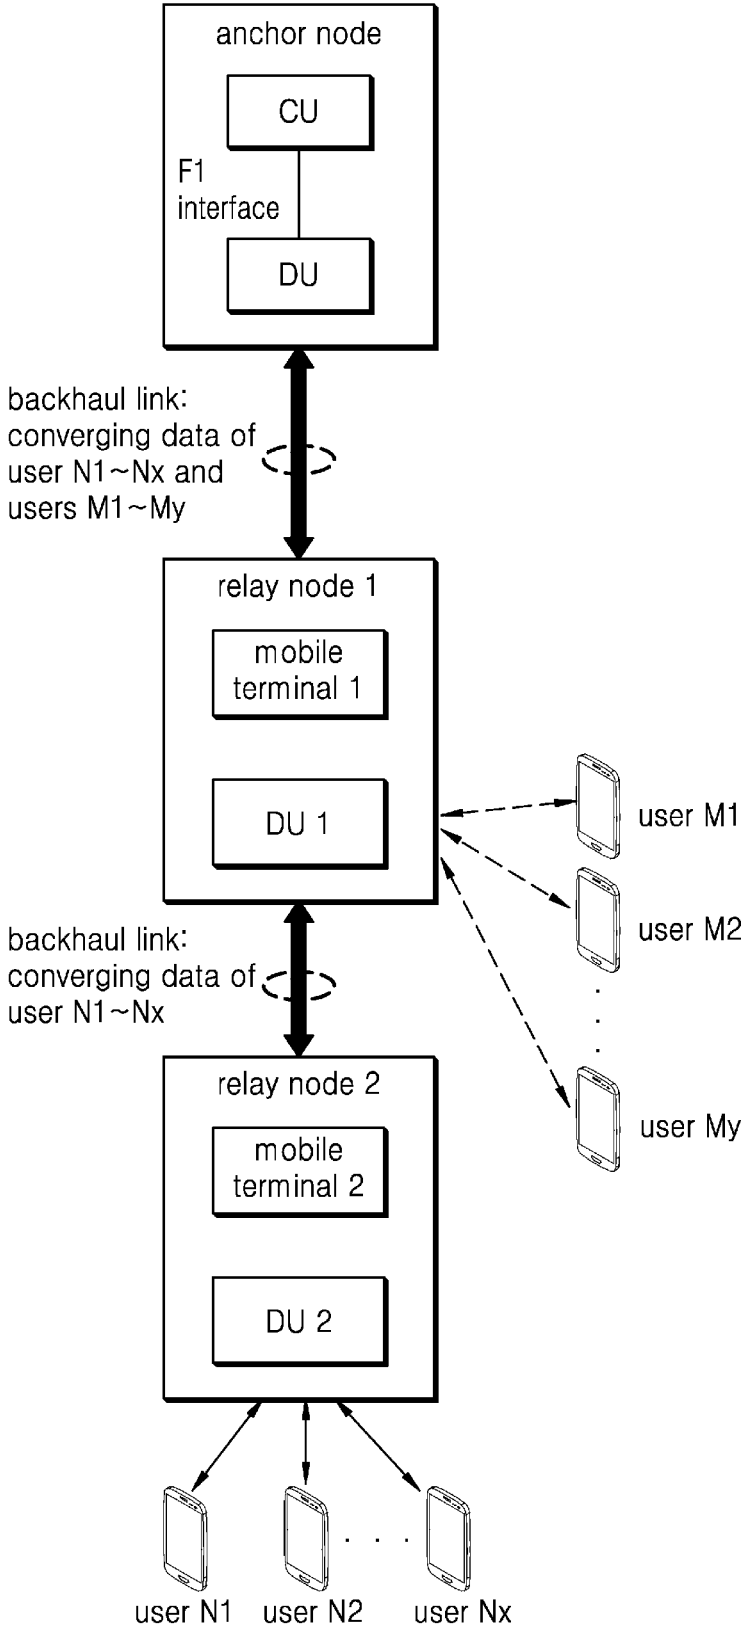 anchor node
CU
F1
interface
DU
backhaul link:
converging data of
user N1~Nx and
users M1~My
relay node 1
mobile
terminal 1
DU 1
user M1
user M2
user My
backhaul link:
converging data of
user N1~Nx
relay node 2
mobile
terminal 2
DU 2
user N1
user N2
user Nx